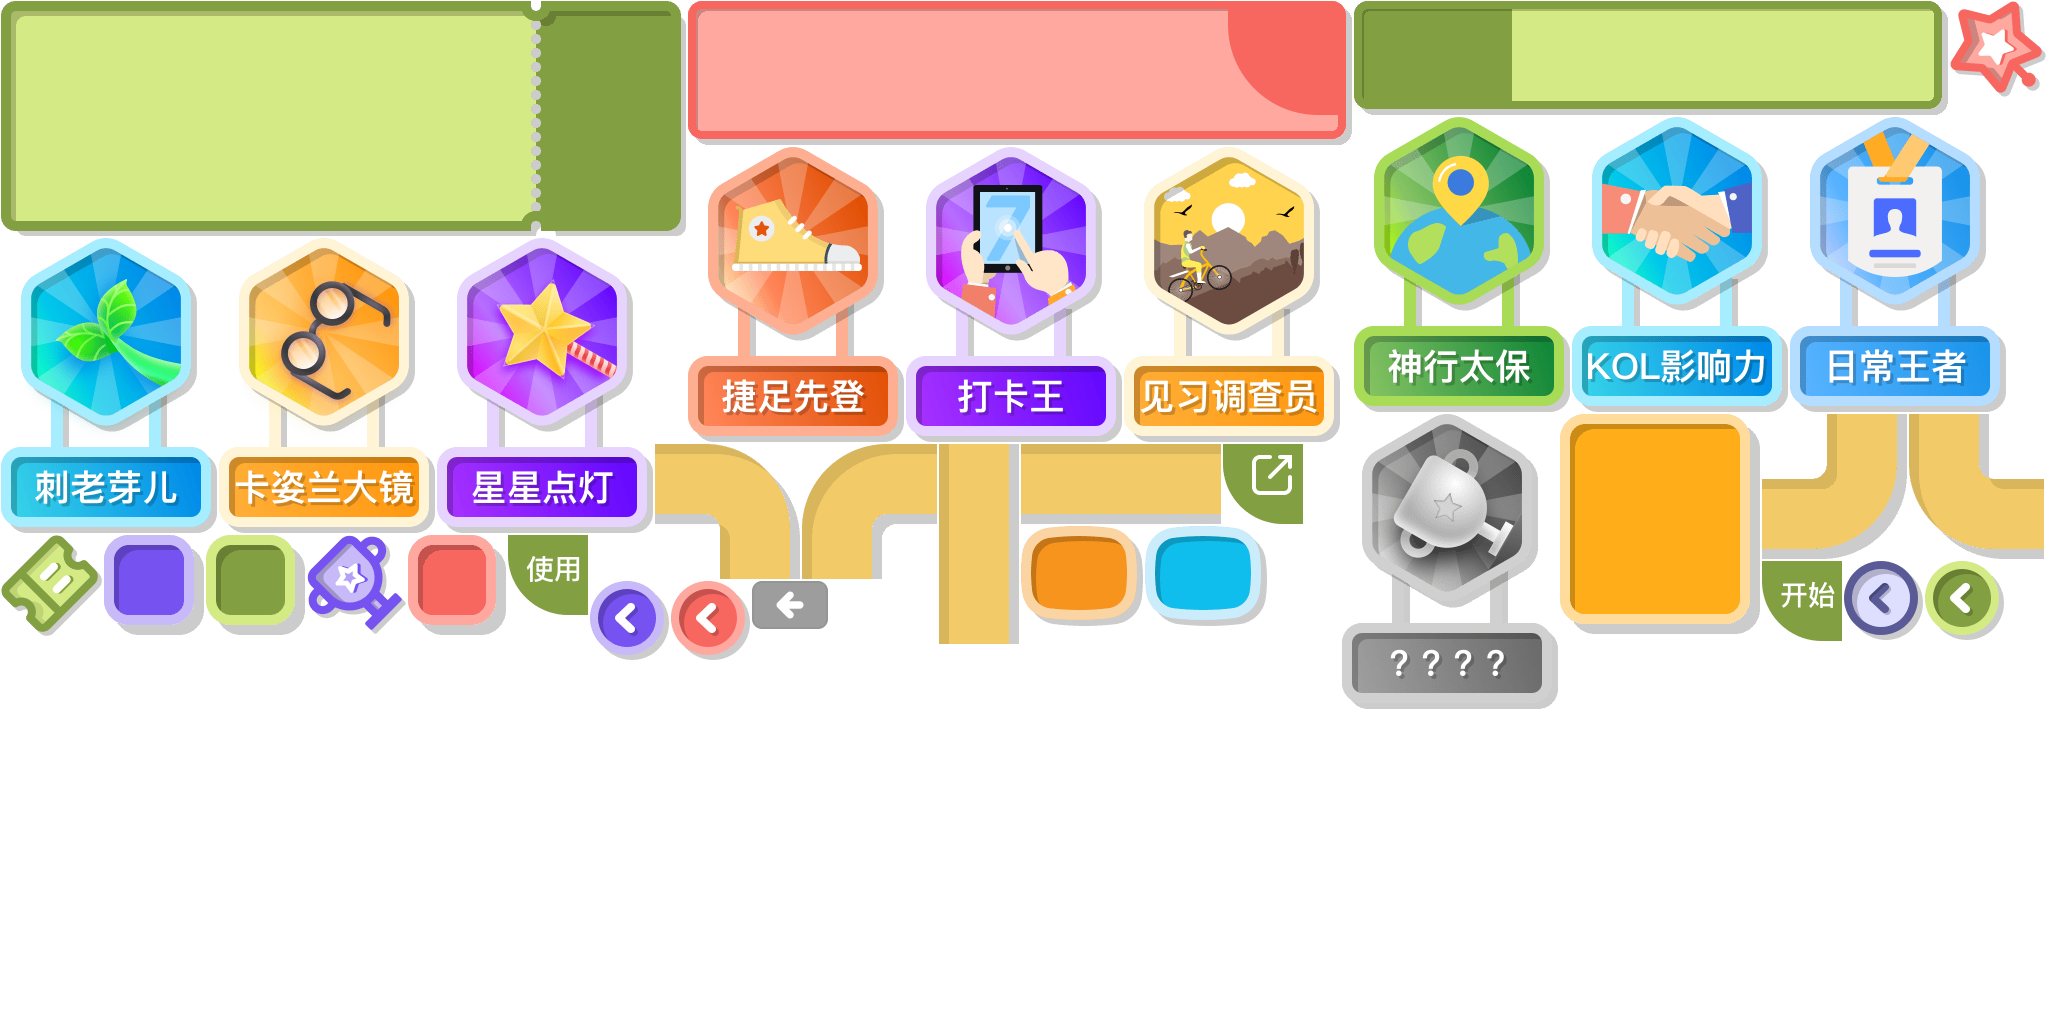 神行太保
KOL影响力
日常王者
捷足先登
打卡王
见习调查员
刺老芽儿
卡姿兰大镜
星星点灯
使用
开始
????